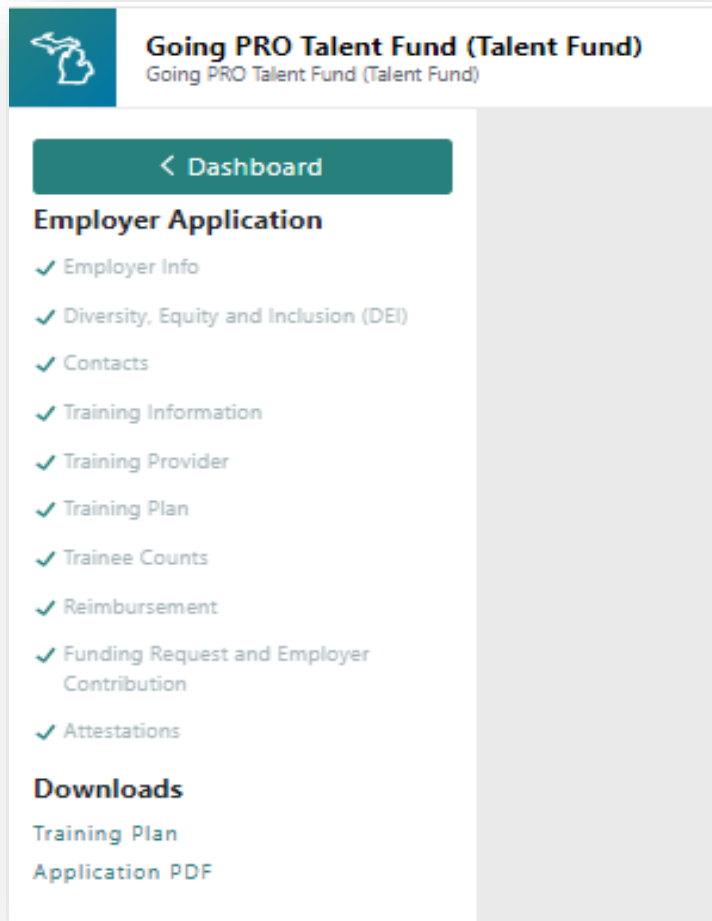 Going PRO Talent Fund (Talent Fund)
Going PRO Talent Fund (Talent Fund)
Dashboard
Employer Application
Employer Info
Diversity, Equity and Inclusion (DEI)
Contacts
Training Information
Training Provider
Training Plan
Trainee Counts
Reimbursement
Funding Request and Employer
Contribution
Attestations
Downloads
Training Plan
Application PDF